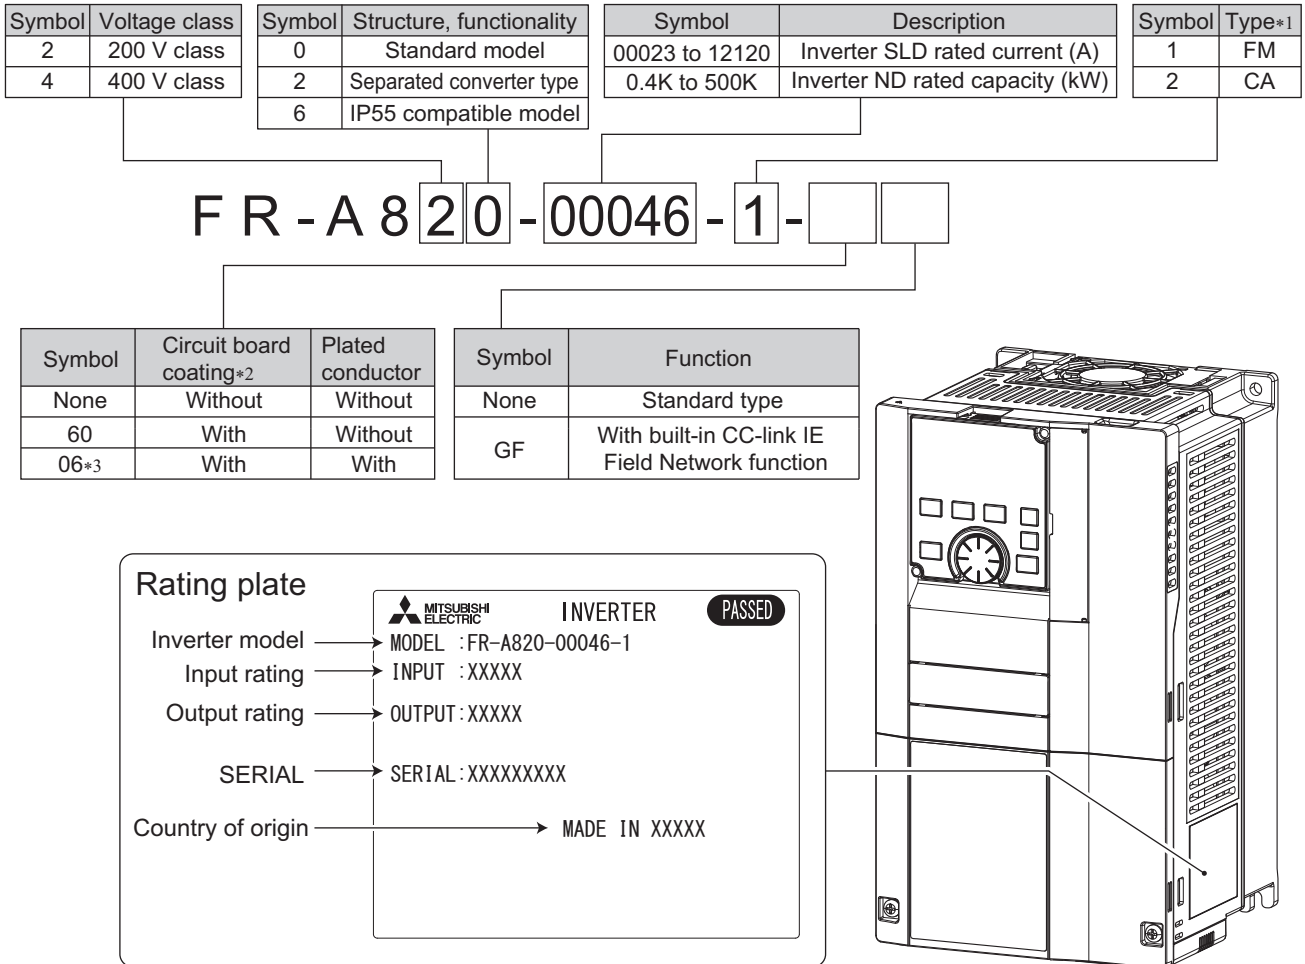 Symbol Voltage class
2 200 V class
4 400 V class
Symbol Structure, functionality
0 Standard model
2 Separated converter type
6 IP55 compatible model
Symbol Description
00023 to 12120 Inverter SLD rated current (A)
0.4K to 500K Inverter ND rated capacity (kW)
Symbol Type*1
1 FM
2 CA
FR-A820-00046-1-
Symbol Circuit board coating*2 Plated conductor
None Without Without
60 With Without
06*3 With With
Symbol Function
None Standard type
GF With built-in CC-link IE
Field Network function
Rating plate
MITSUBISHI
ELECTRIC INVERTER PASSED
Inverter model MODEL :FR-A820-00046-1
Input rating INPUT :XXXXX
Output rating OUTPUT:XXXXX
SERIAL SERIAL:XXXXXXXXX
Country of origin MADE IN XXXXX